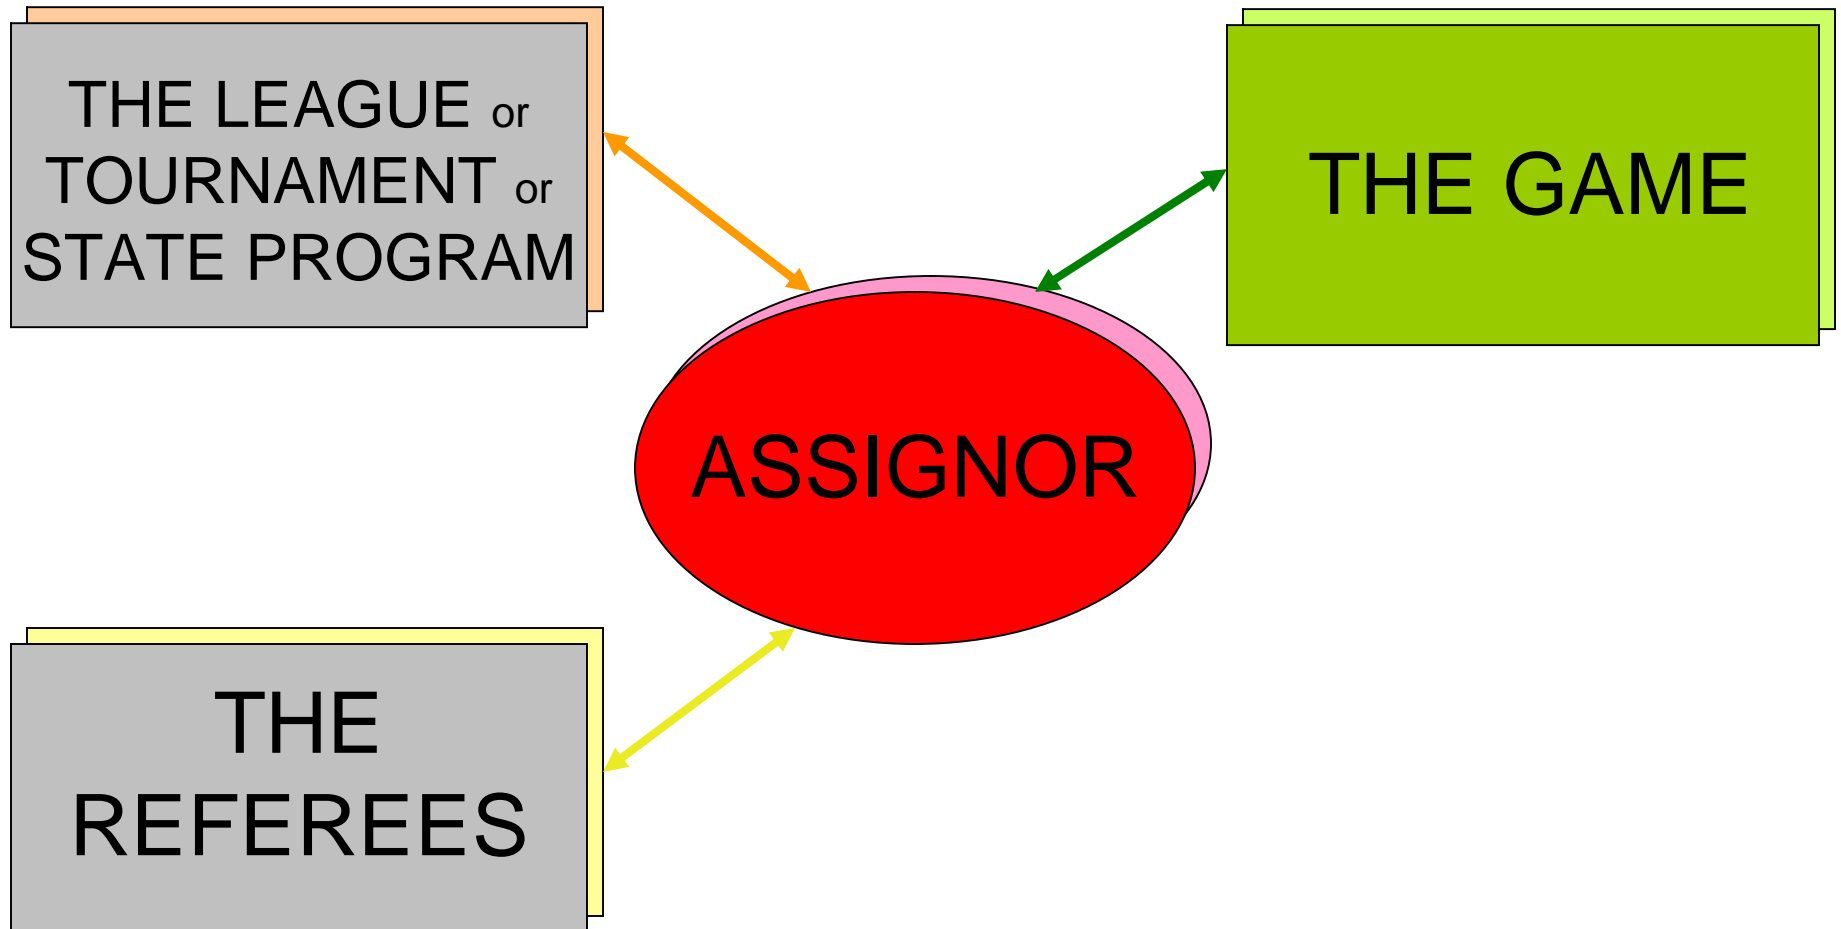 THE LEAGUE or
TOURNAMENT or
STATE PROGRAM
THE GAME
ASSIGNOR
THE
REFEREES